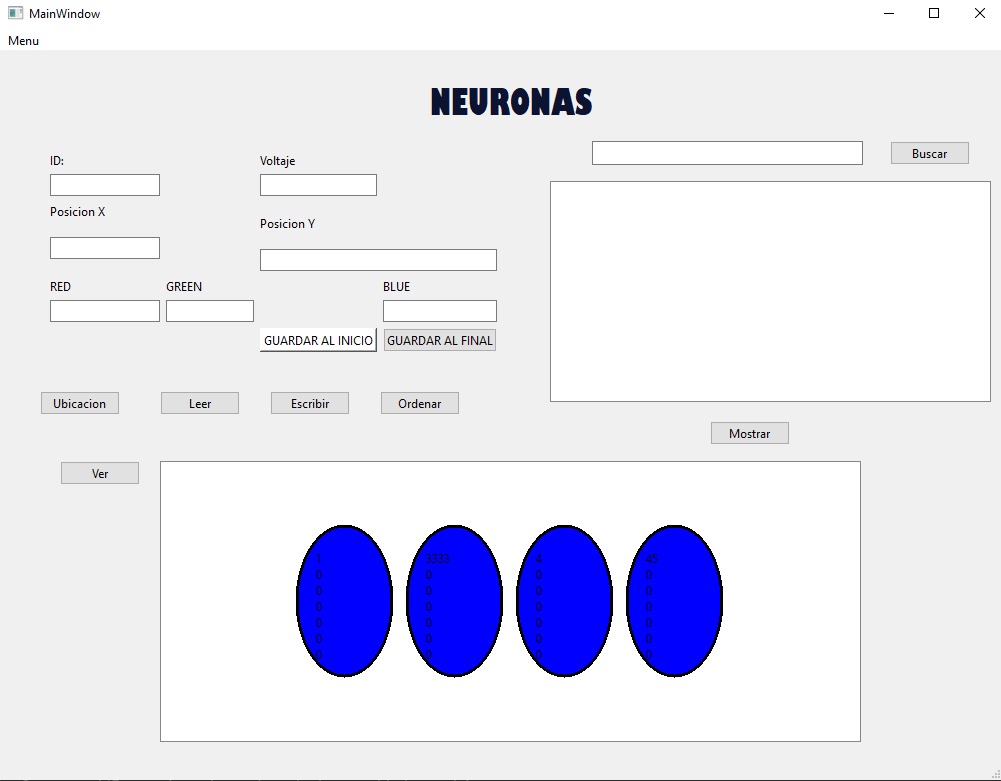 MainWindow
Menu
NEURONAS
Buscar
ID:
Voltaje
Posicion X
Posicion Y
RED
GREEN
BLUE
GUARDAR AL INICIO
GUARDAR AL FINAL
Ubicacion
Leer
Escribir
Ordenar
Mostrar
Ver
1
0
0
0
0
0
0
3333
0
0
0
0
0
0
4
0
0
0
0
0
0
45
0
0
0
0
0
0